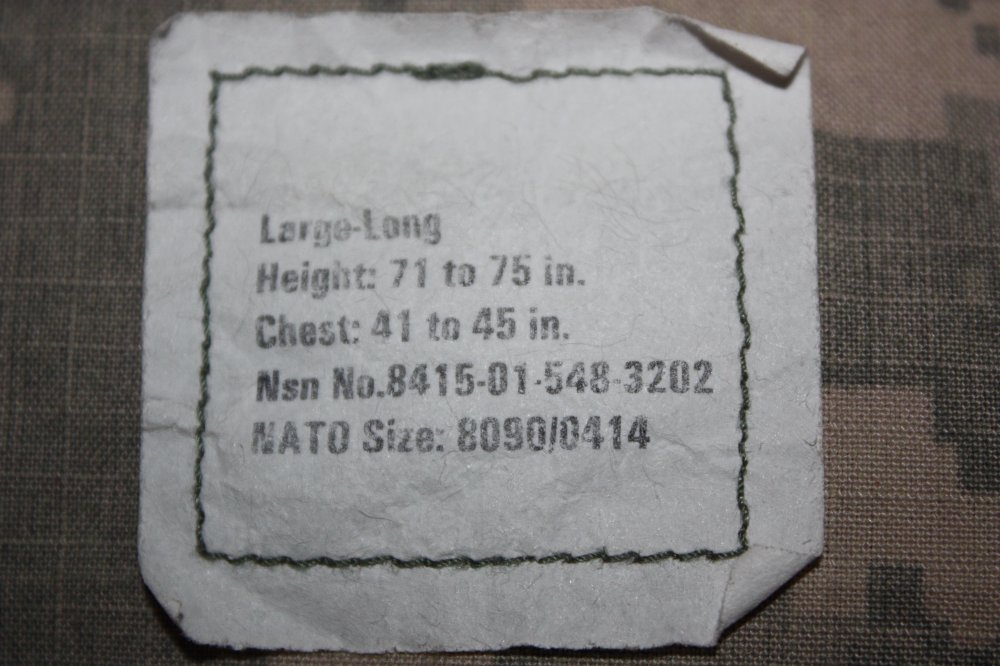 Large-Long
Height: 71 to 75 in.
Chest: 41 to 45 in.
Nsn No.8415-01-548-3202
NATO Size: 8090/0414